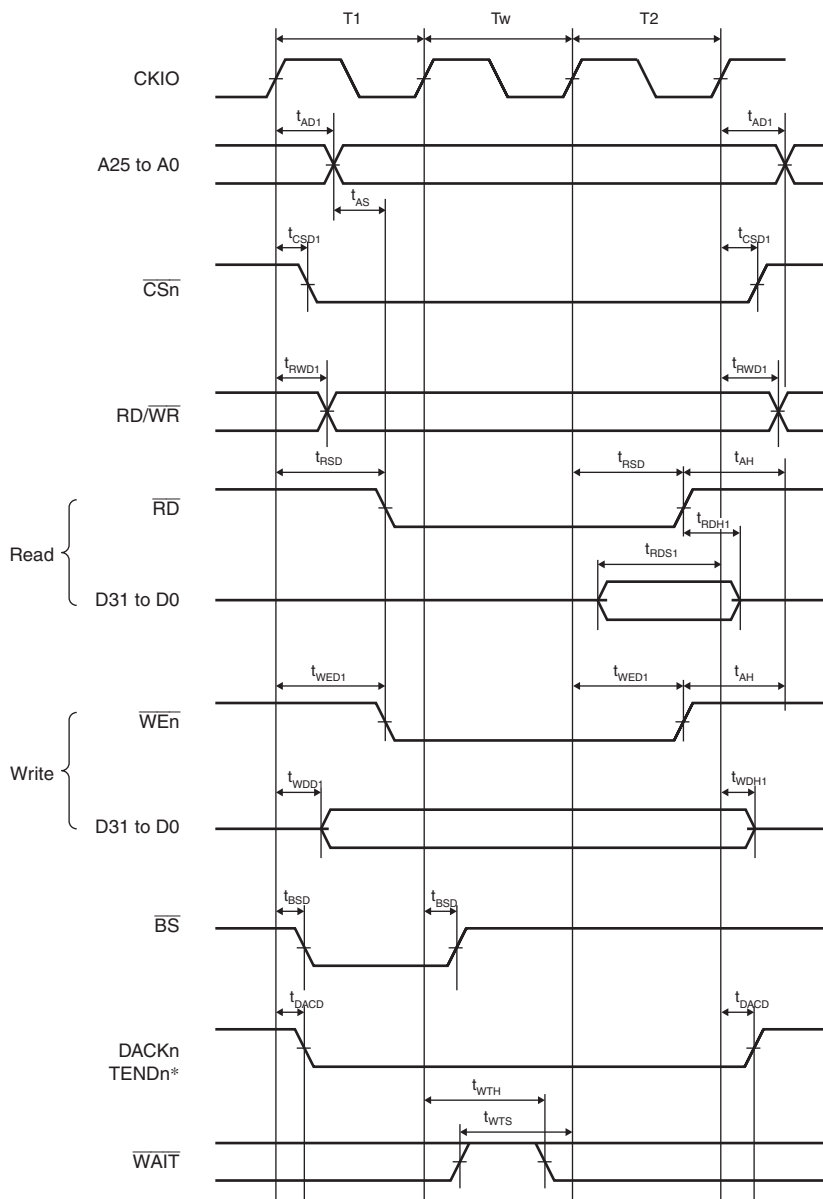 T1 Tw T2
CKIO
tAD1 tAD1
A25 to A0
tAS
tCSD1 tCSD1
CSn
tRWD1 tRWD1
RD/WR
tRSD tRSD tAH
RD
tRDH1
Read
tRDS1
D31 to D0
tWED1 tWED1 tAH
WEn
Write
tWDD1 tWDH1
D31 to D0
tBSD tBSD
BS
tDACD tDACD
DACKn
TENDn*
tWTH
tWTS
WAIT